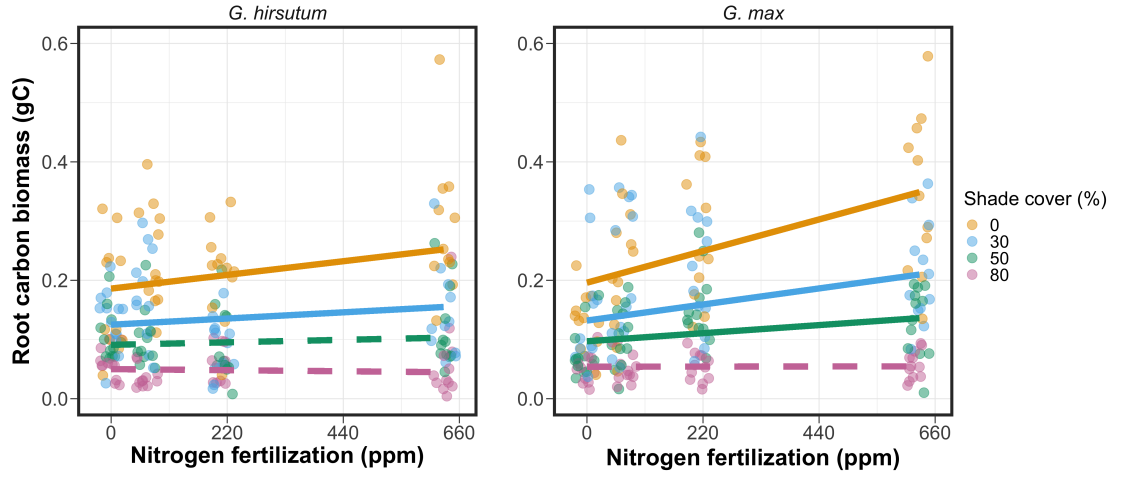 G. hirsutum
G. max
Root carbon biomass (gC)
0.6
0.4
0.2
0.0
0 220 440 660
Nitrogen fertilization (ppm)
0.6
0.4
0.2
0.0
0 220 440 660
Nitrogen fertilization (ppm)
Shade cover (%)
0
30
50
80